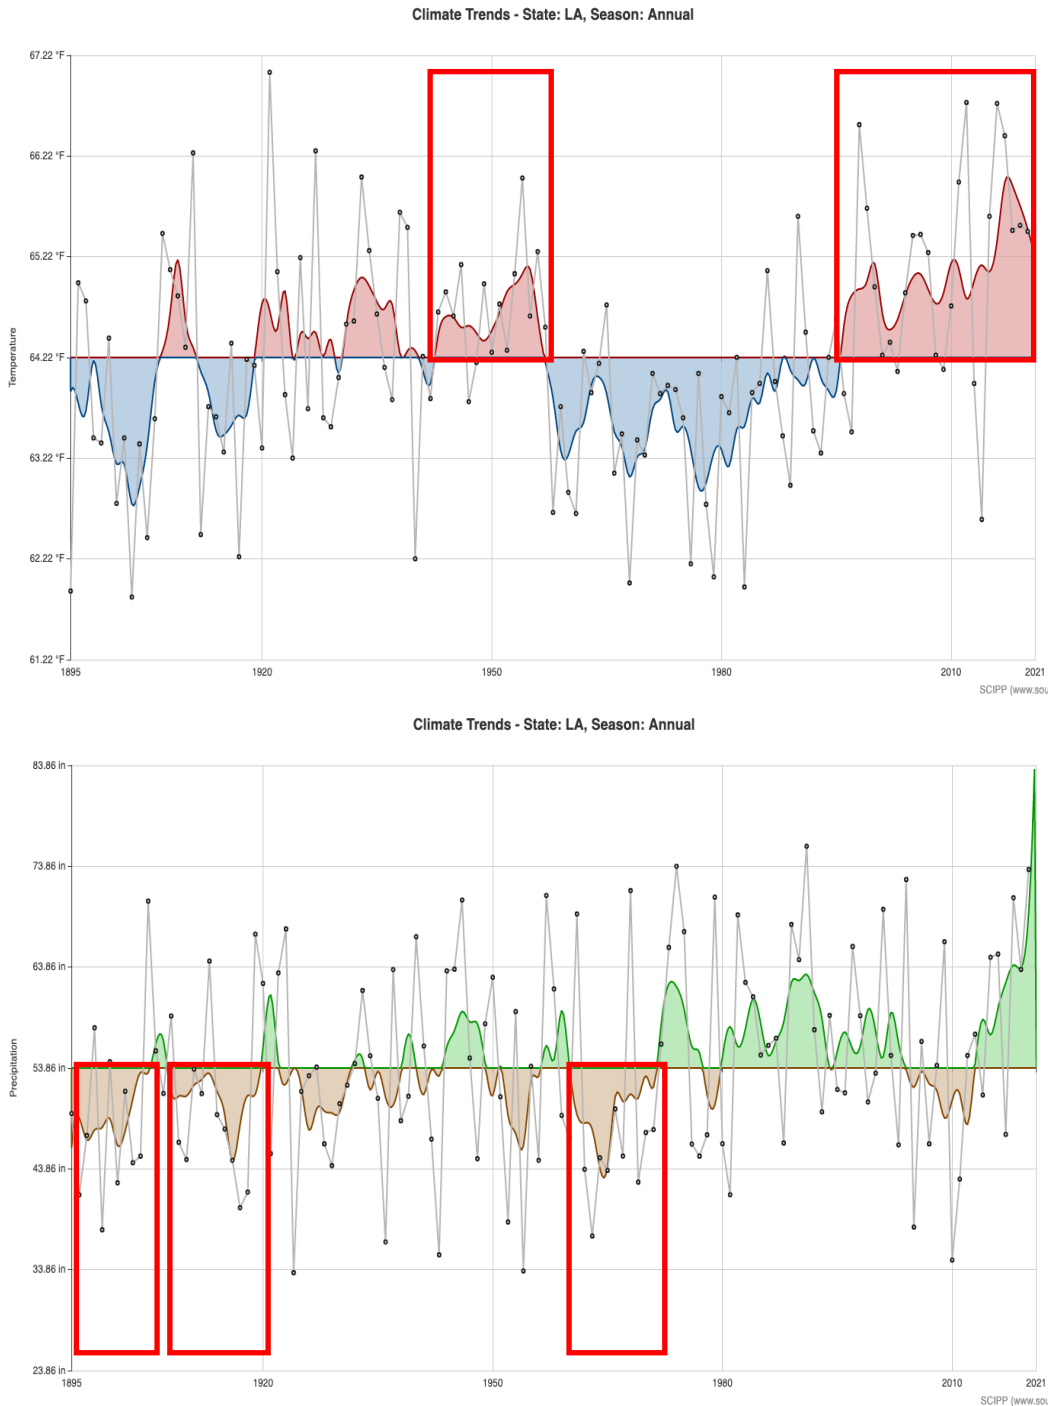 Climate Trends - State: LA, Season: Annual
67.22 °F
66.22 °F
65.22 °F
64.22 °F
63.22 °F
62.22 °F
61.22 °F
Temperature
1895 1920 1950 1980 2010 2021
SCIPP (www.sou
Climate Trends - State: LA, Season: Annual
83.86 in
73.86 in
63.86 in
53.86 in
43.86 in
33.86 in
23.86 in
Precipitation
1895 1920 1950 1980 2010 2021
SCIPP (www.sou